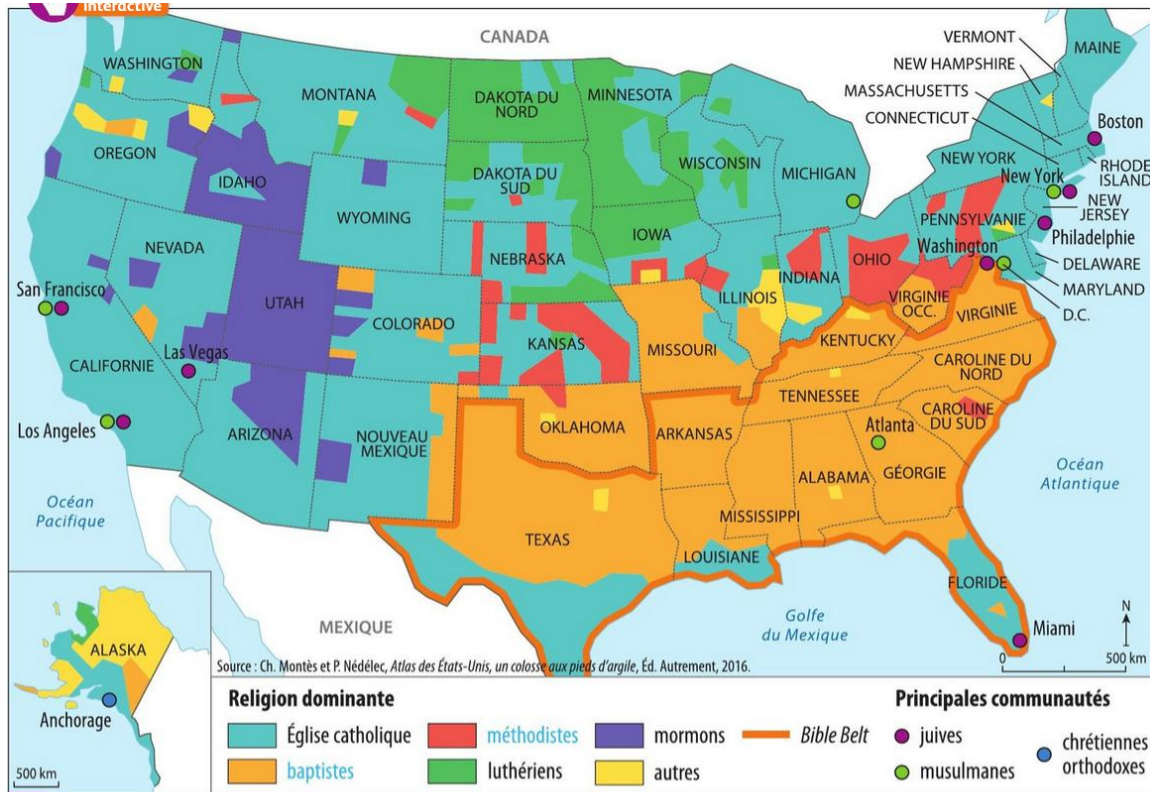 interactive
CANADA
WASHINGTON
MONTANA
DAKOTA DU
NORD
MINNESOTA
VERMONT
NEW HAMPSHIRE
MASSACHUSETTS
CONNECTICUT
MAINE
Boston
OREGON
IDAHO
WYOMING
DAKOTA DU
SUD
WISCONSIN
MICHIGAN
NEW YORK
New York
RHODE
ISLAND
NEW
JERSEY
PENNSYLVANIE
Philadelphie
NEVADA
NEBRASKA
IOWA
Washington
DELAWARE
MARYLAND
D.C.
San Francisco
UTAH
COLORADO
KANSAS
ILLINOIS
INDIANA
OHIO
VIRGINIE
OCC.
VIRGINIE
MISSOURI
KENTUCKY
CALIFORNIE
Las Vegas
CAROLINE DU
NORD
TENNESSEE
Los Angeles
ARIZONA
NOUVEAU
MEXIQUE
OKLAHOMA
ARKANSAS
Atlanta
CAROLINE
DU SUD
Océan
Pacifique
Océan
Atlantique
ALABAMA
GÉORGIE
MISSISSIPPI
TEXAS
LOUISIANE
FLORIDE
MEXIQUE
Golfe
du Mexique
Miami
N
0 500 km
ALASKA
Anchorage
500 km
Source : Ch. Montès et P. Nédélec, Atlas des États-Unis, un colosse aux pieds d'argile, Éd. Autrement, 2016.
Religion dominante
Église catholique
méthodistes
mormons
Bible Belt
baptistes
luthériens
autres
Principales communautés
juives
musulmanes
chrétiennes
orthodoxes